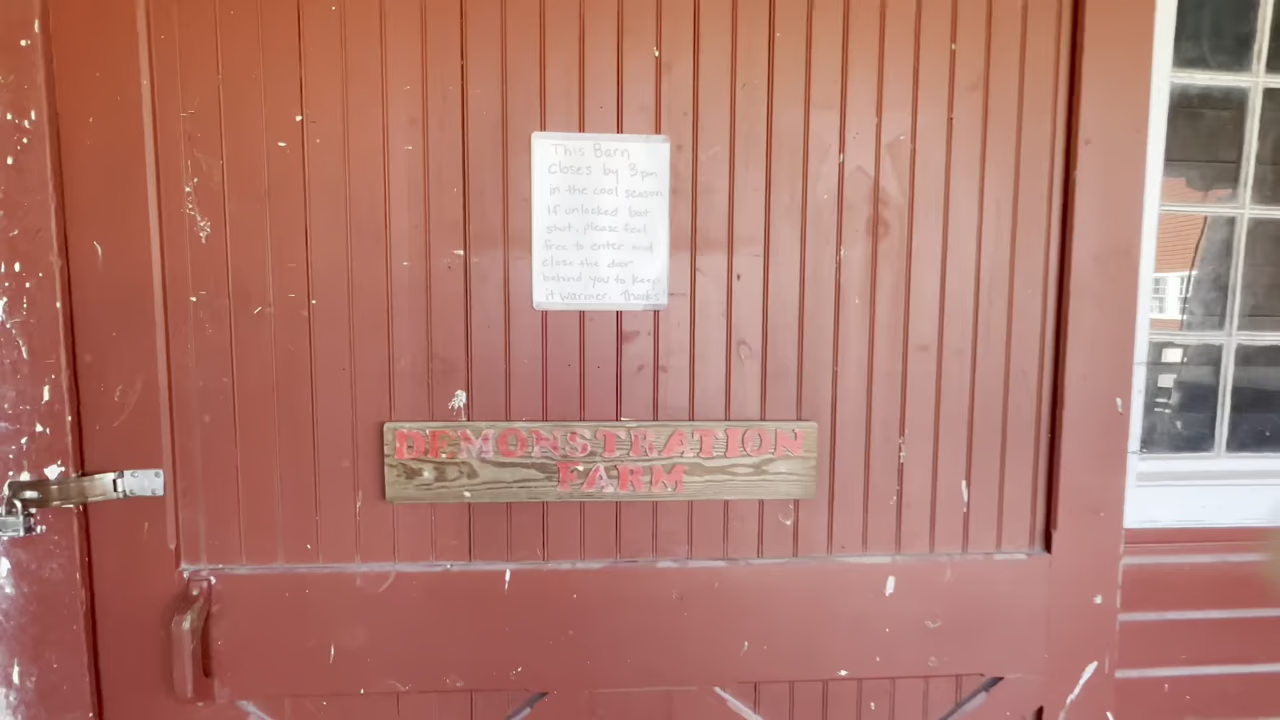 This Barn
closes by 3pm
in the cool season
If unlocked but
shut, please feel
free to enter and
close the door
behind you to keep
it warmer. Thanks!
DEMONSTRATION
FARM